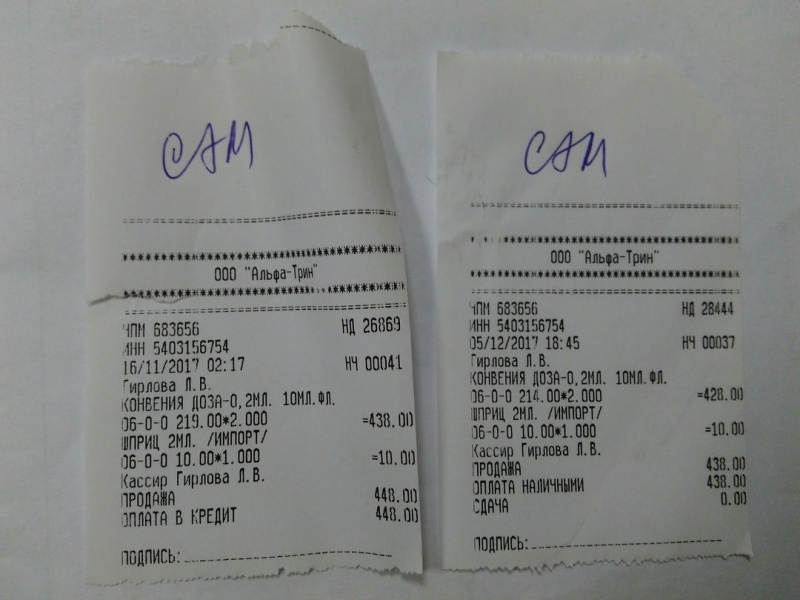 САМ
ООО "Альфа-Трин"
ЧПМ 683656 НД 26869
ИНН 5403156754
16/11/2017 02:17 НЧ 00041
Гирлова Л.В.
КОНВЕНИЯ ДОЗА-0,2МЛ. 10МЛ.ФЛ.
06-0-0 219.00*2.000 =438.00
ШПРИЦ 2МЛ. /ИМПОРТ/
06-0-0 10.00*1.000 =10.00
Кассир Гирлова Л.В.
ПРОДАЖА 448.00
ОПЛАТА В КРЕДИТ 448.00
ПОДПИСЬ:
САМ
ООО "Альфа-Трин"
ЧПМ 683656 НД 28444
ИНН 5403156754
05/12/2017 18:45 НЧ 00037
Гирлова Л.В.
КОНВЕНИЯ ДОЗА-0,2МЛ. 10МЛ.ФЛ.
06-0-0 214.00*2.000 =428.00
ШПРИЦ 2МЛ. /ИМПОРТ/
06-0-0 10.00*1.000 =10.00
Кассир Гирлова Л.В.
ПРОДАЖА 438.00
ОПЛАТА НАЛИЧНЫМИ 438.00
СДАЧА 0.00
ПОДПИСЬ: